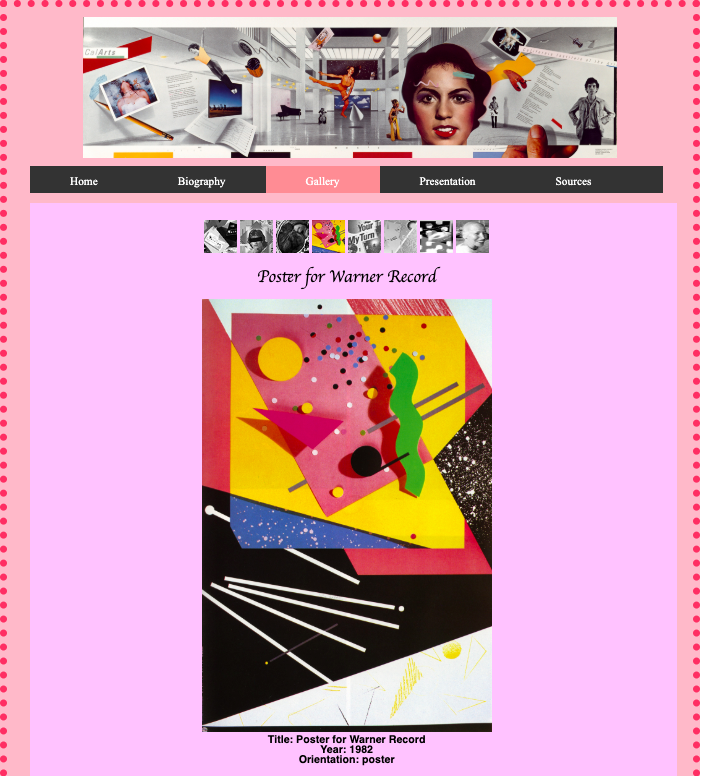 CalArts
Home Biography Gallery Presentation Sources
Your
My Turn
Poster for Warner Record
Title: Poster for Warner Record
Year: 1982
Orientation: poster